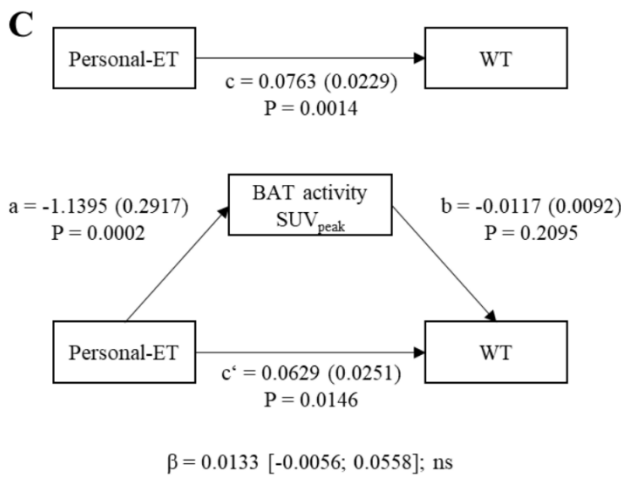 C
Personal-ET
WT
c = 0.0763 (0.0229)
P = 0.0014
BAT activity
SUVpeak
a = -1.1395 (0.2917)
P = 0.0002
b = -0.0117 (0.0092)
P = 0.2095
Personal-ET
WT
c‘ = 0.0629 (0.0251)
P = 0.0146
β = 0.0133 [-0.0056; 0.0558]; ns